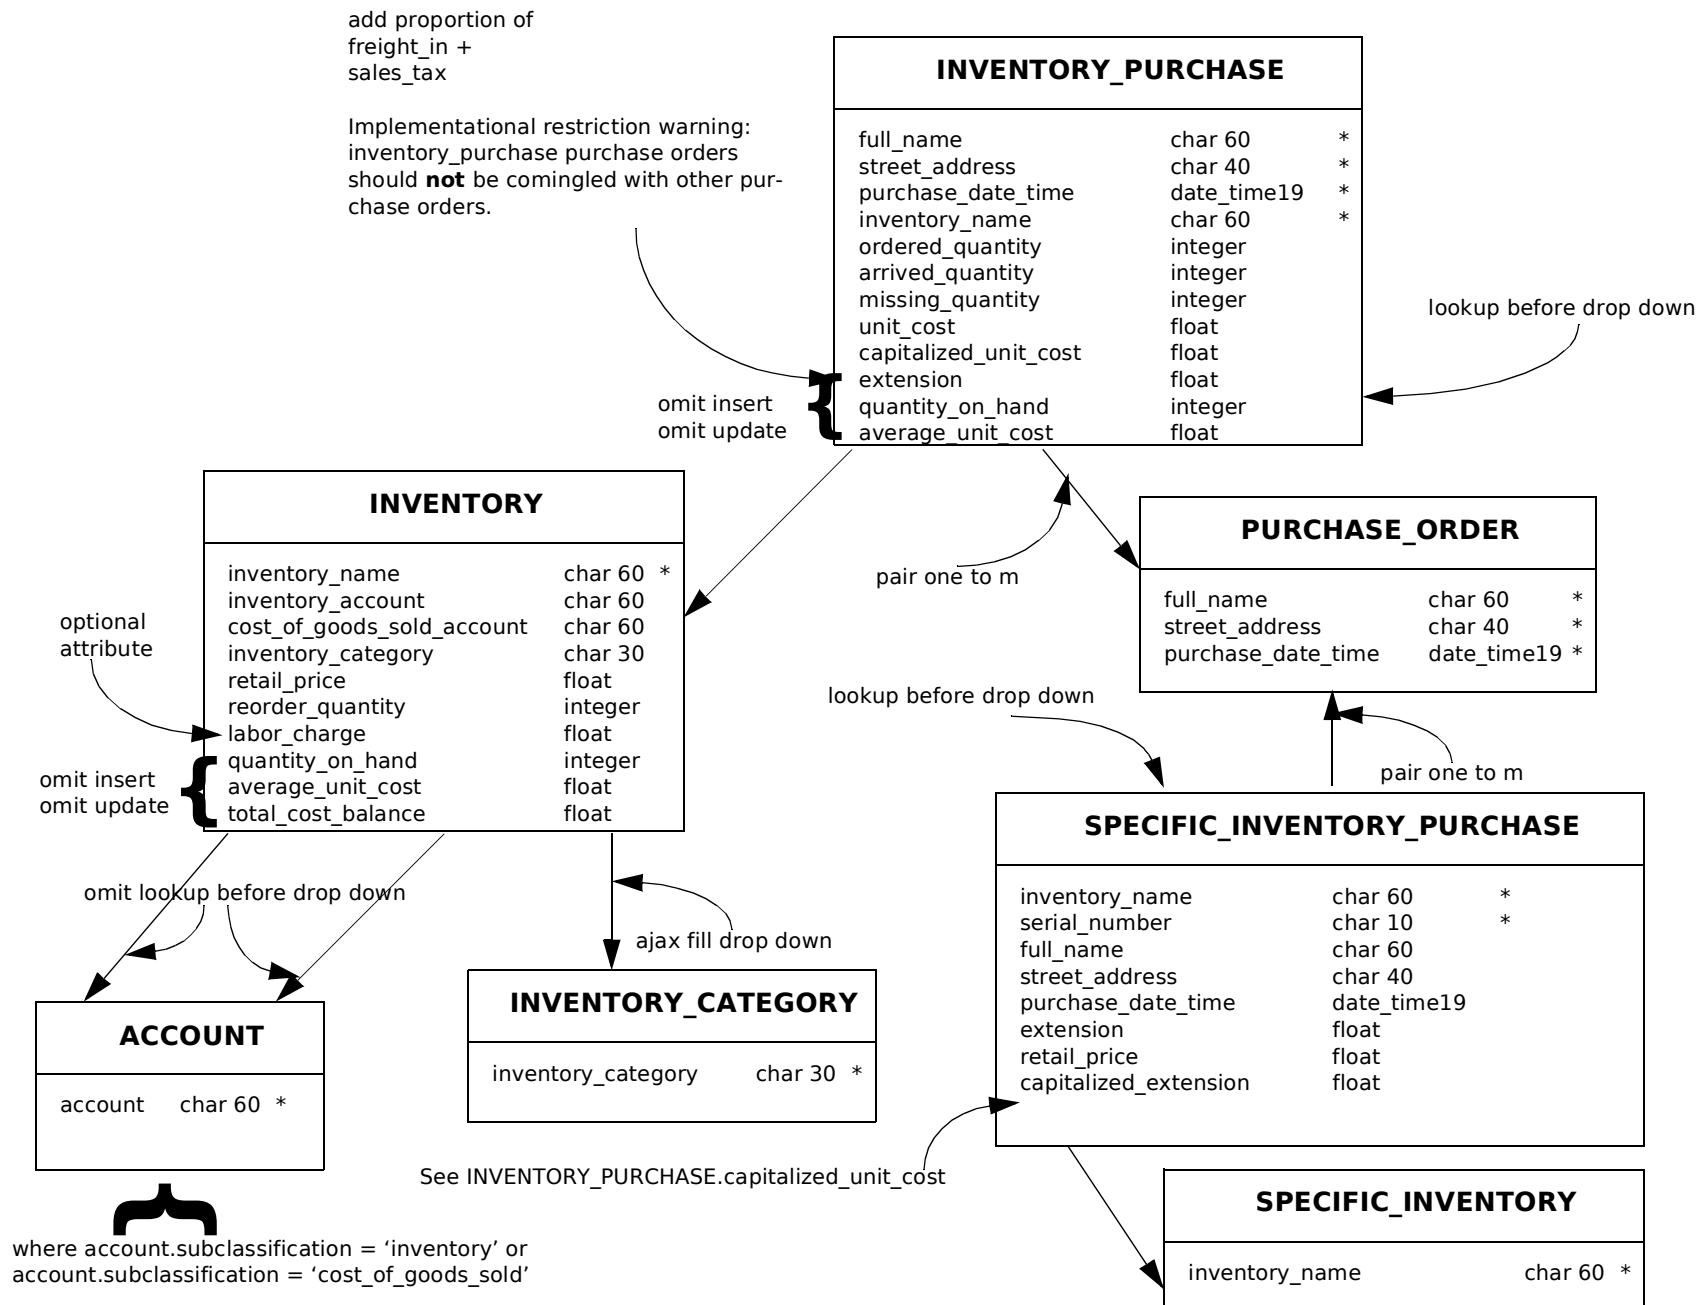 add proportion of
freight_in +
sales_tax
Implementational restriction warning:
inventory_purchase purchase orders
should not be comingled with other pur-
chase orders.
INVENTORY_PURCHASE
full_name char 60 *
street_address char 40 *
purchase_date_time date_time19 *
inventory_name char 60 *
ordered_quantity integer
arrived_quantity integer
missing_quantity integer
unit_cost float
capitalized_unit_cost float
extension float
quantity_on_hand integer
average_unit_cost float
lookup before drop down
omit insert
omit update
{
INVENTORY
inventory_name char 60 *
inventory_account char 60
cost_of_goods_sold_account char 60
inventory_category char 30
retail_price float
reorder_quantity integer
labor_charge float
quantity_on_hand integer
average_unit_cost float
total_cost_balance float
optional
attribute
omit insert
omit update
{
pair one to m
PURCHASE_ORDER
full_name char 60 *
street_address char 40 *
purchase_date_time date_time19 *
lookup before drop down
pair one to m
SPECIFIC_INVENTORY_PURCHASE
inventory_name char 60 *
serial_number char 10 *
full_name char 60
street_address char 40
purchase_date_time date_time19
extension float
retail_price float
capitalized_extension float
omit lookup before drop down
ajax fill drop down
ACCOUNT
account char 60 *
INVENTORY_CATEGORY
inventory_category char 30 *
See INVENTORY_PURCHASE.capitalized_unit_cost
}
where account.subclassification = ‘inventory’ or
account.subclassification = ‘cost_of_goods_sold’
SPECIFIC_INVENTORY
inventory_name char 60 *